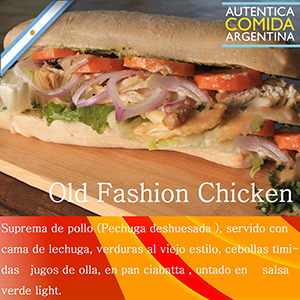 AUTENTICA
COMIDA
ARGENTINA
Old Fashion Chicken
Suprema de pollo (Pechuga deshuesada ), servido con
cama de lechuga, verduras al viejo estilo, cebollas timi-
das jugos de olla, en pan ciabatta , untado en salsa
verde light.